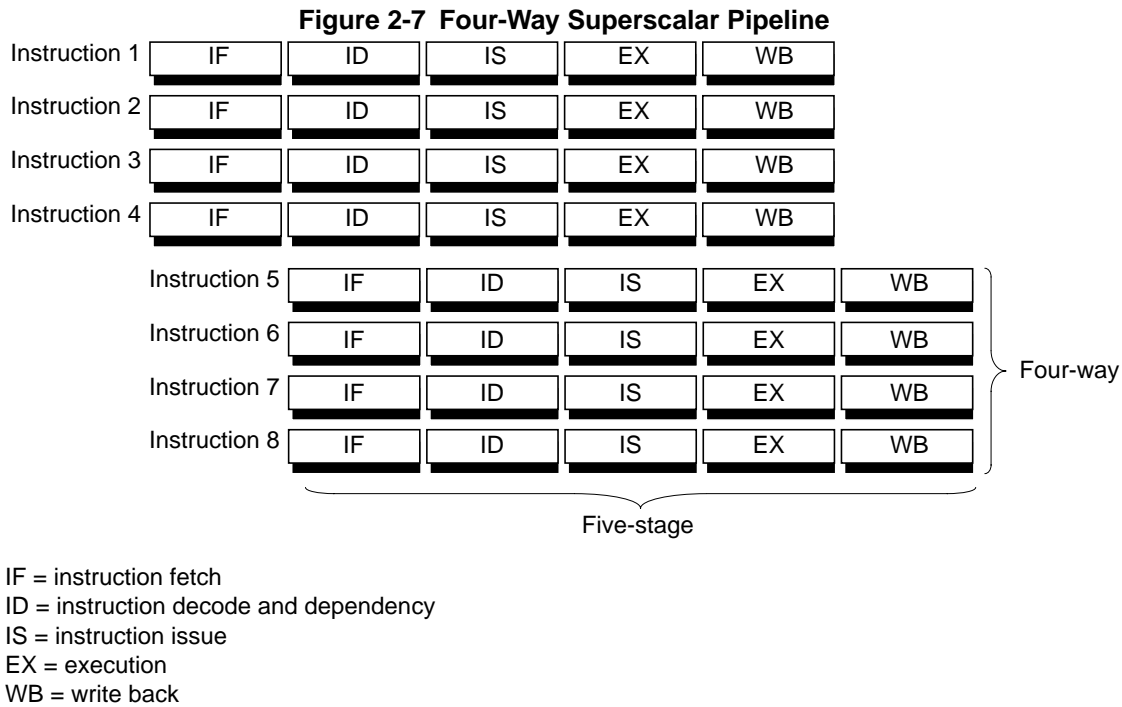 Figure 2-7 Four-Way Superscalar Pipeline
Instruction 1 IF ID IS EX WB
Instruction 2 IF ID IS EX WB
Instruction 3 IF ID IS EX WB
Instruction 4 IF ID IS EX WB
Instruction 5 IF ID IS EX WB
Instruction 6 IF ID IS EX WB
Instruction 7 IF ID IS EX WB
Instruction 8 IF ID IS EX WB
Four-way
Five-stage
IF = instruction fetch
ID = instruction decode and dependency
IS = instruction issue
EX = execution
WB = write back